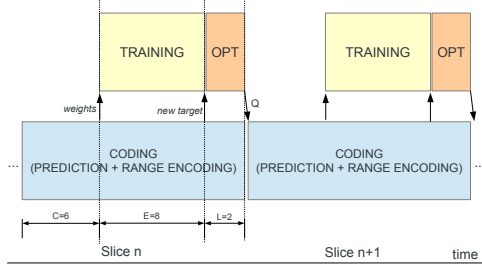 TRAINING OPT TRAINING OPT
weights new target Q
... CODING CODING ..
(PREDICTION + RANGE ENCODING) (PREDICTION + RANGE ENCODING)
C=6 E=8 L=2
Slice n Slice n+1 time